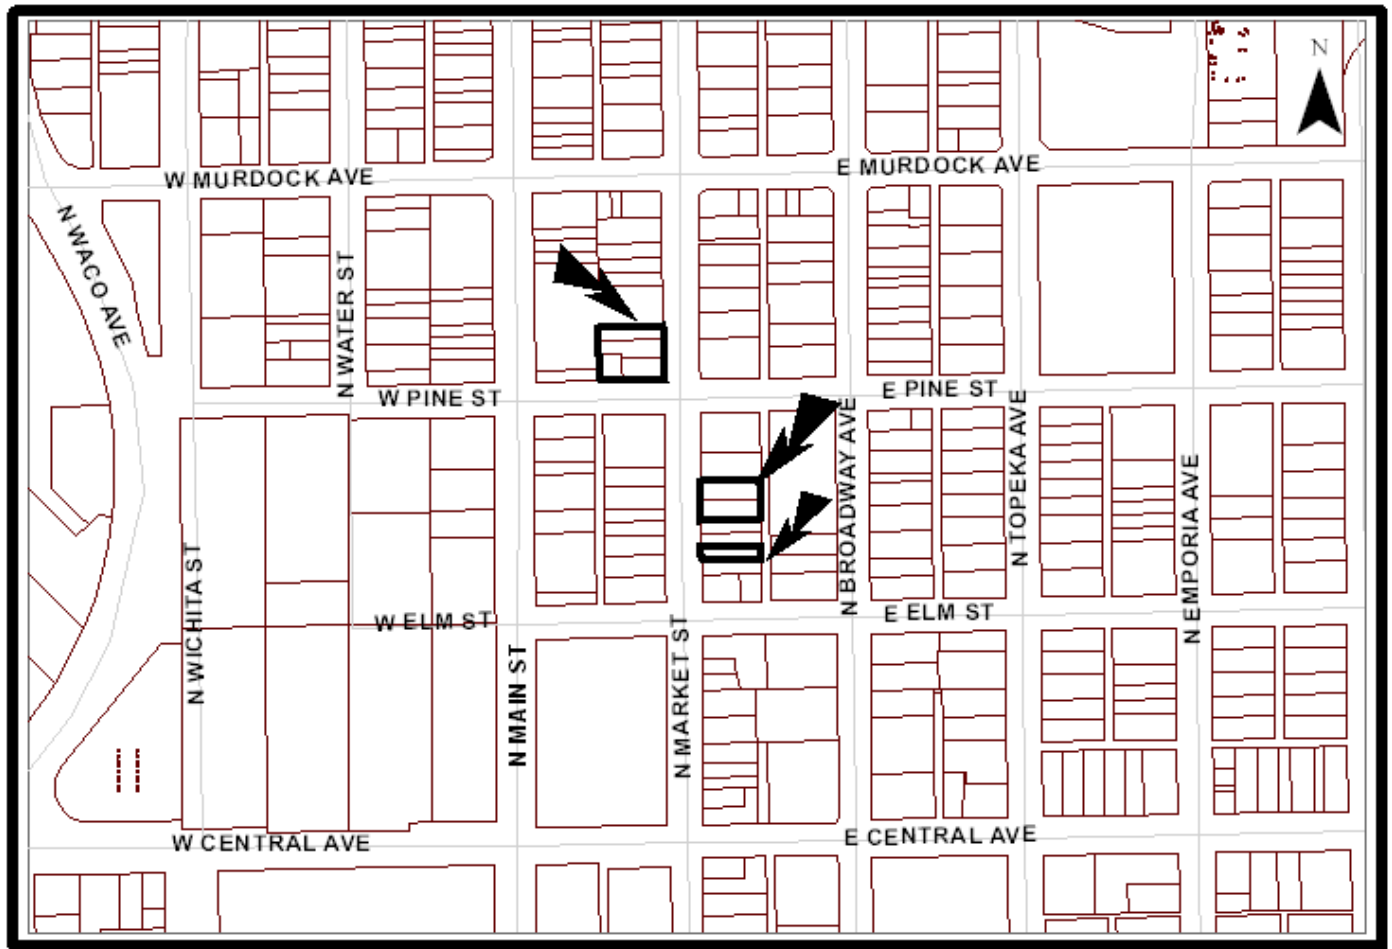 N
E MURDOCK AVE
W MURDOCK AVE
N WACO AVE
N WATER ST
E PINE ST
W PINE ST
N BROADWAY AVE
N TOPEKA AVE
N EMPORIA AVE
N WICHITA ST
E ELM ST
W ELM ST
N MAIN ST
N MARKET ST
E CENTRAL AVE
W CENTRAL AVE